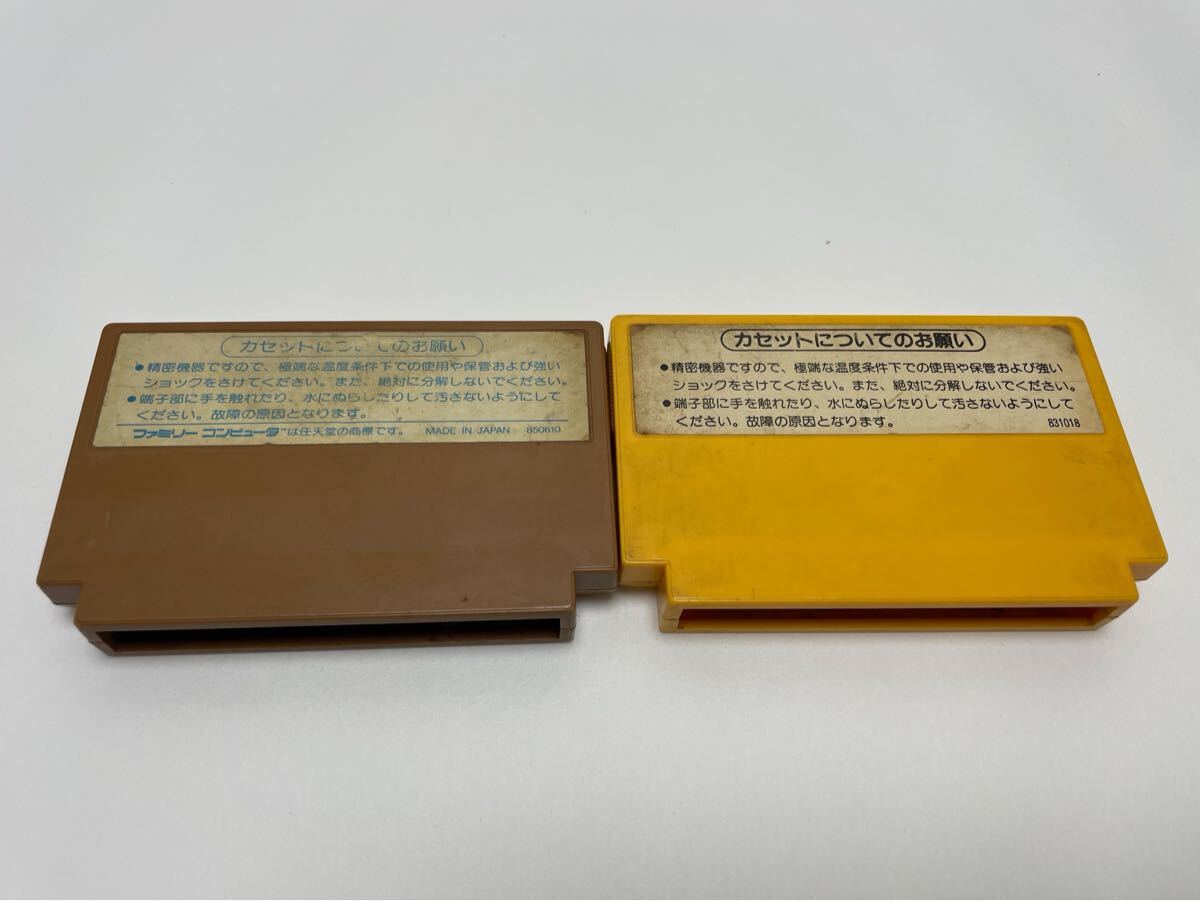 カセットについてのお願い
●精密機器ですので、極端な温度条件下での使用や保管および強い
ショックをさけてください。また、絶対に分解しないでください。
●端子部に手を触れたり、水にぬらしたりして汚さないようにして
ください。故障の原因となります。
ファミリー コンピュータ™は任天堂の商標です。 MADE IN JAPAN 850610
カセットについてのお願い
●精密機器ですので、極端な温度条件下での使用や保管および強い
ショックをさけてください。また、絶対に分解しないでください。
●端子部に手を触れたり、水にぬらしたりして汚さないようにして
ください。故障の原因となります。
831018